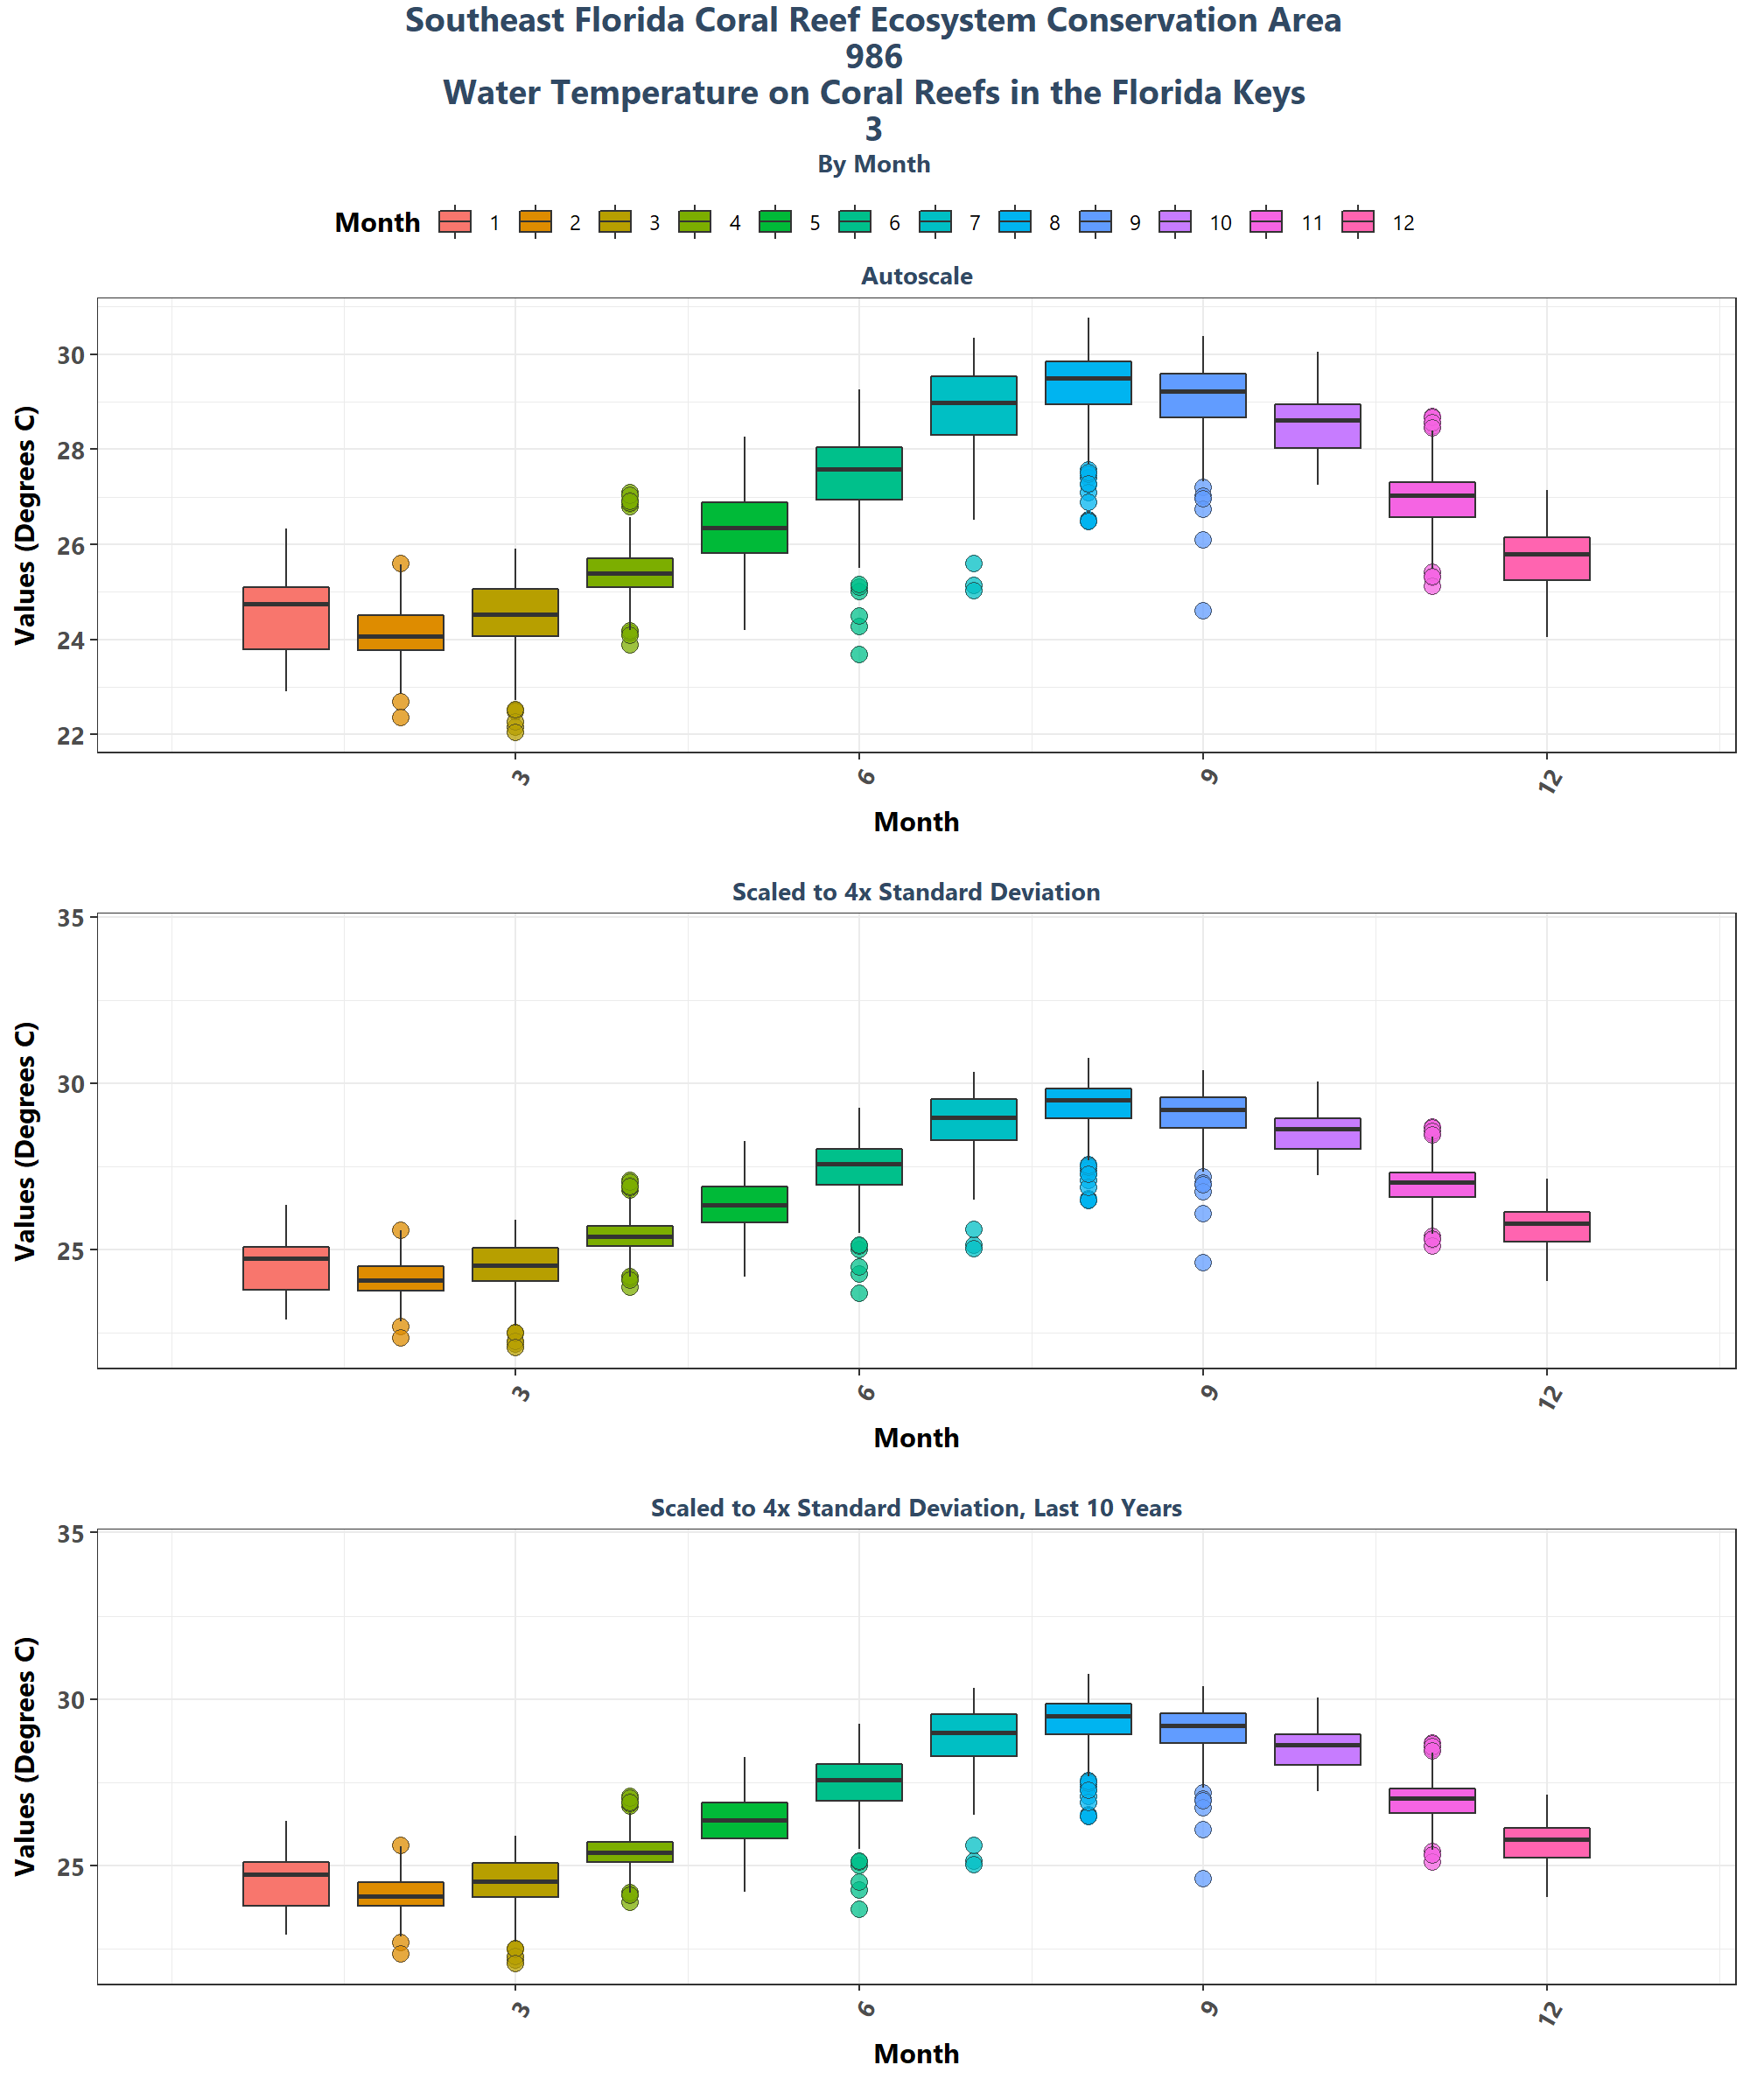 Southeast Florida Coral Reef Ecosystem Conservation Area
986
Water Temperature on Coral Reefs in the Florida Keys
3
By Month
Month 1 2 3 4 5 6 7 8 9 10 11 12
Autoscale
Values (Degrees C)
30
28
26
24
22
3 6 9 12
Month
Scaled to 4x Standard Deviation
Values (Degrees C)
35
30
25
3 6 9 12
Month
Scaled to 4x Standard Deviation, Last 10 Years
Values (Degrees C)
35
30
25
3 6 9 12
Month